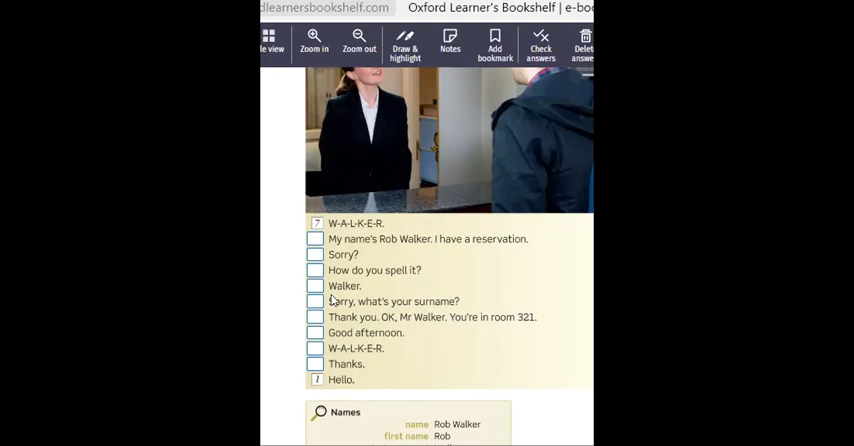 dlearnersbookshelf.com
Oxford Learner's Bookshelf | e-boo
le view
Zoom in
Zoom out
Draw & highlight
Notes
Add bookmark
Check answers
Delet answe
7 W-A-L-K-E-R.
My name's Rob Walker. I have a reservation.
Sorry?
How do you spell it?
Walker.
Sorry, what's your surname?
Thank you. OK, Mr Walker. You're in room 321.
Good afternoon.
W-A-L-K-E-R.
Thanks.
1 Hello.
Names
name Rob Walker
first name Rob